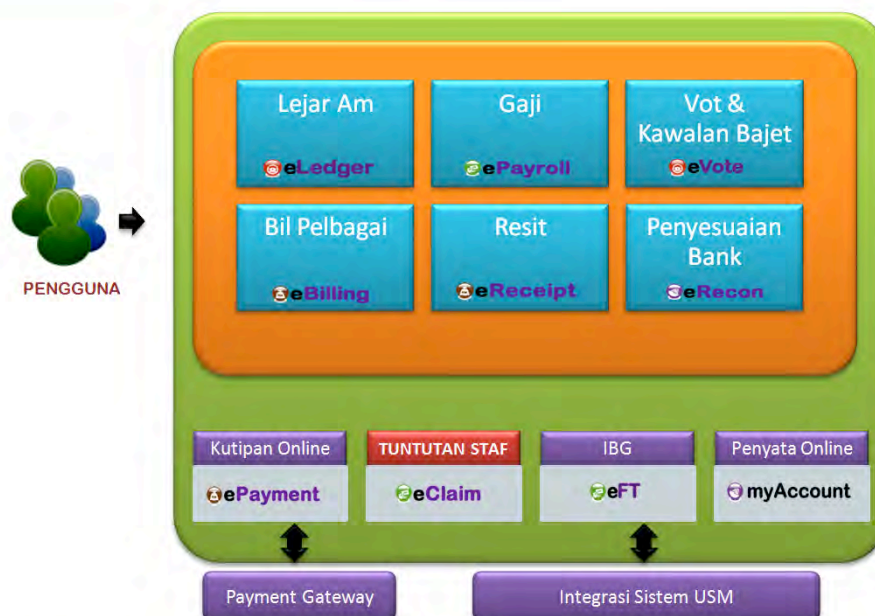 Lejar Am
eLedger
Gaji
ePayroll
Vot &
Kawalan Bajet
eVote
Bil Pelbagai
eBilling
Resit
eReceipt
Penyesuaian
Bank
eRecon
PENGGUNA
Kutipan Online
ePayment
TUNTUTAN STAF
eClaim
IBG
eFT
Penyata Online
myAccount
Payment Gateway
Integrasi Sistem USM